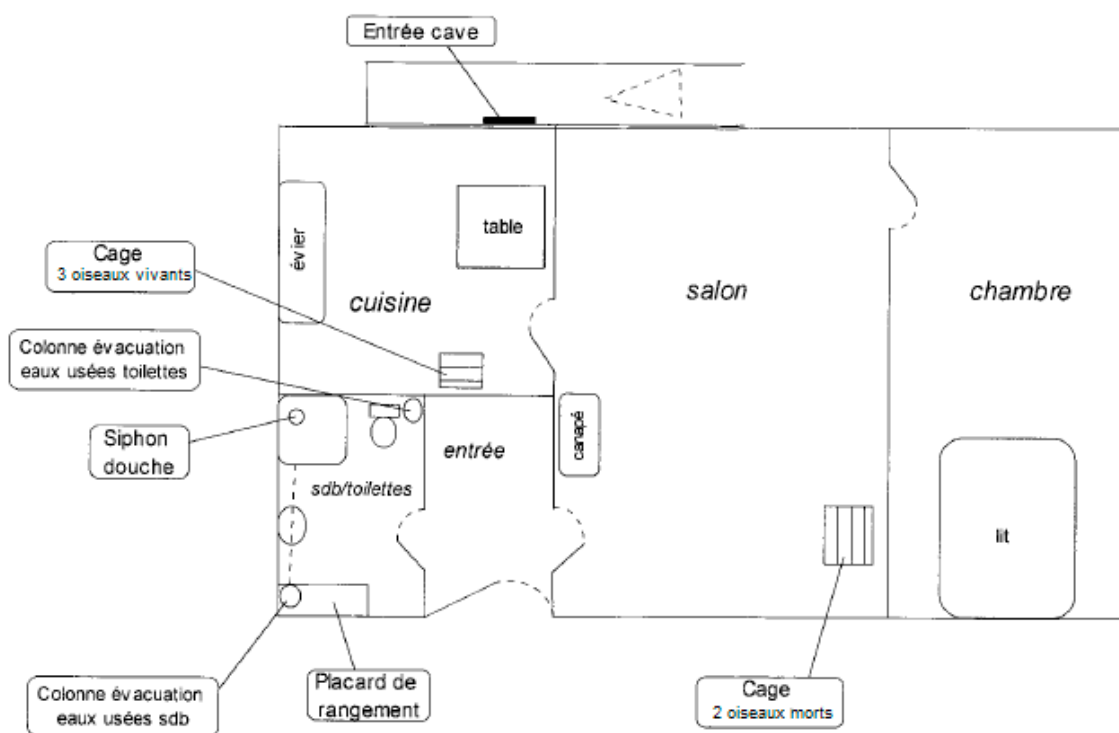 Entrée cave
évier
table
Cage
3 oiseaux vivants
cuisine
salon
chambre
Colonne évacuation
eaux usées toilettes
Siphon
douche
canapé
entrée
sdb/toilettes
lit
Colonne évacuation
eaux usées sdb
Placard de
rangement
Cage
2 oiseaux morts